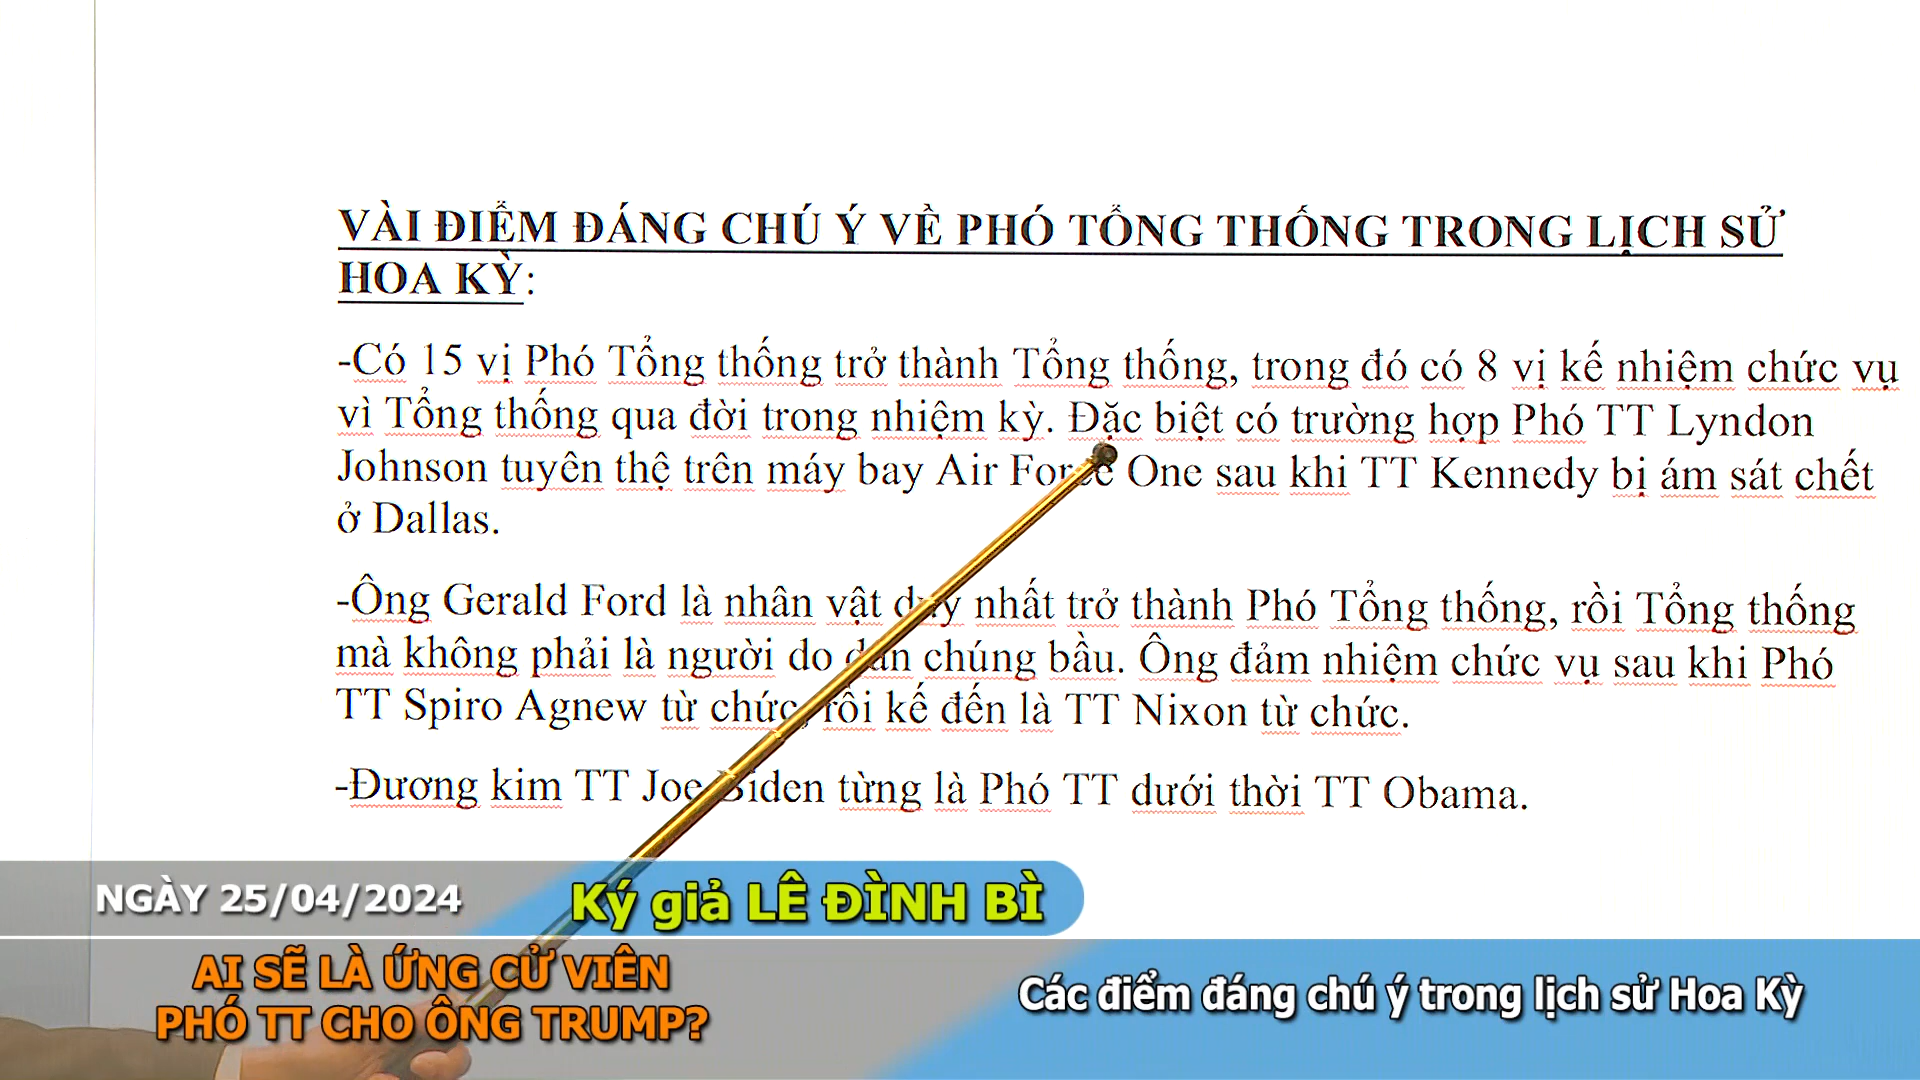 VÀI ĐIỂM ĐÁNG CHÚ Ý VỀ PHÓ TỔNG THỐNG TRONG LỊCH SỬ
HOA KỲ:
-Có 15 vị Phó Tổng thống trở thành Tổng thống, trong đó có 8 vị kế nhiệm chức vụ
vì Tổng thống qua đời trong nhiệm kỳ. Đặc biệt có trường hợp Phó TT Lyndon
Johnson tuyên thệ trên máy bay Air Force One sau khi TT Kennedy bị ám sát chết
ở Dallas.
-Ông Gerald Ford là nhân vật duy nhất trở thành Phó Tổng thống, rồi Tổng thống
mà không phải là người do dân chúng bầu. Ông đảm nhiệm chức vụ sau khi Phó
TT Spiro Agnew từ chức, rồi kế đến là TT Nixon từ chức.
-Đương kim TT Joe Biden từng là Phó TT dưới thời TT Obama.
NGÀY 25/04/2024
Ký giả LÊ ĐÌNH BÌ
AI SẼ LÀ ỨNG CỬ VIÊN
PHÓ TT CHO ÔNG TRUMP?
Các điểm đáng chú ý trong lịch sử Hoa Kỳ